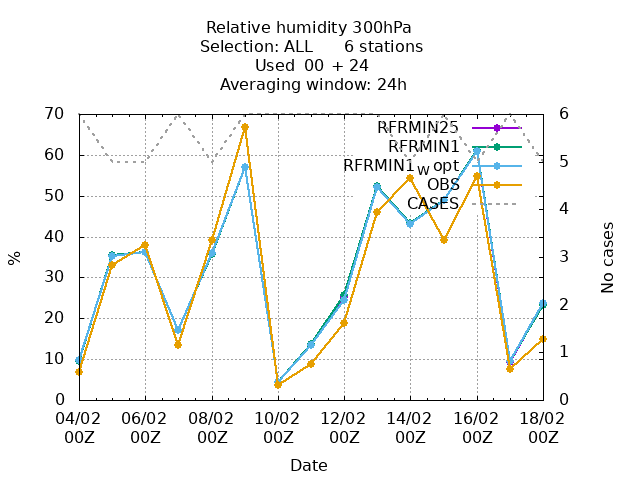 Relative humidity 300hPa
Selection: ALL 6 stations
Used 00 + 24
Averaging window: 24h
70 6
RFRMIN25
RFRMIN1
60 5
RFRMIN1w opt
OBS
50 4
CASES
40
% No cases
30 3
20 2
10 1
0 0
04/02 06/02 08/02 10/02 12/02 14/02 16/02 18/02
00Z 00Z 00Z 00Z 00Z 00Z 00Z 00Z
Date